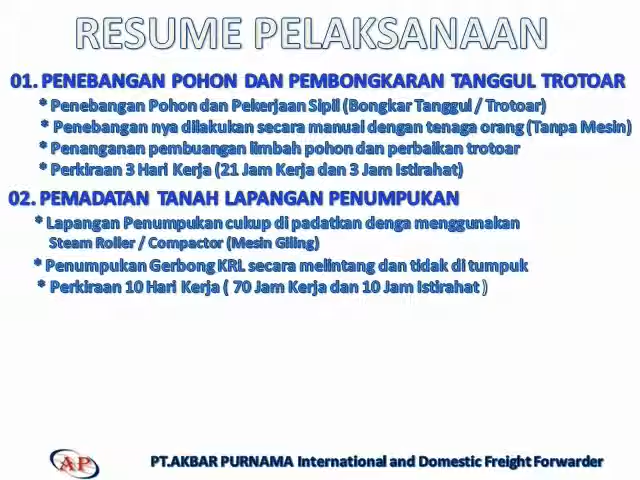 RESUME PELAKSANAAN
01. PENEBANGAN POHON DAN PEMBONGKARAN TANGGUL TROTOAR
* Penebangan Pohon dan Pekerjaan Sipil (Bongkar Tanggul / Trotoar)
* Penebangan nya dilakukan secara manual dengan tenaga orang (Tanpa Mesin)
* Penanganan pembuangan limbah pohon dan perbaikan trotoar
* Perkiraan 3 Hari Kerja (21 Jam Kerja dan 3 Jam Istirahat)
02. PEMADATAN TANAH LAPANGAN PENUMPUKAN
* Lapangan Penumpukan cukup di padatkan denga menggunakan
Steam Roller / Compactor (Mesin Giling)
* Penumpukan Gerbong KRL secara melintang dan tidak di tumpuk
* Perkiraan 10 Hari Kerja ( 70 Jam Kerja dan 10 Jam Istirahat )
AP PT.AKBAR PURNAMA International and Domestic Freight Forwarder